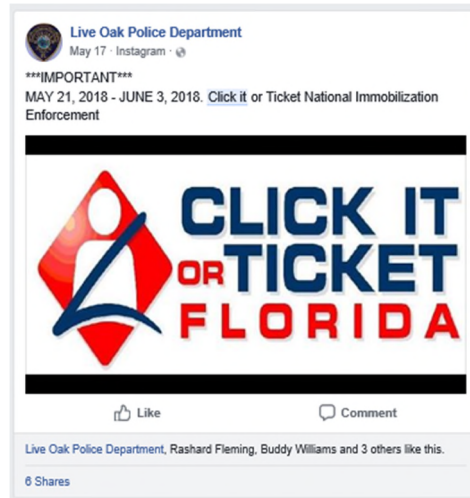 Live Oak Police Department
May 17 · Instagram ·
***IMPORTANT***
MAY 21, 2018 - JUNE 3, 2018. Click it or Ticket National Immobilization
Enforcement
CLICK IT
OR TICKET
FLORIDA
Like Comment
Live Oak Police Department, Rashard Fleming, Buddy Williams and 3 others like this.
6 Shares